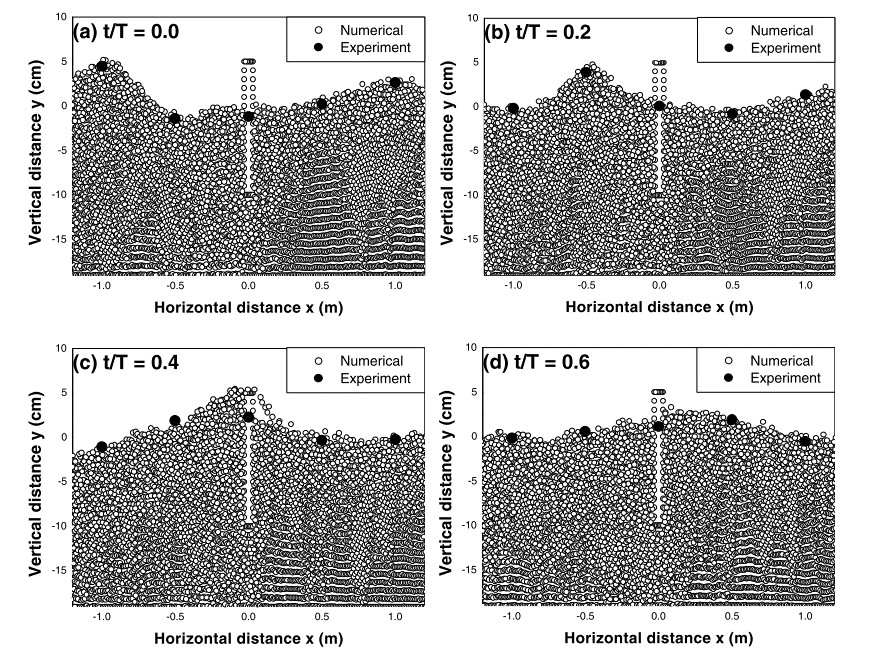 (a) t/T = 0.0
Numerical
Experiment
10
5
0
-5
-10
-15
Vertical distance y (cm)
-1.0 -0.5 0.0 0.5 1.0
Horizontal distance x (m)
(b) t/T = 0.2
Numerical
Experiment
10
5
0
-5
-10
-15
Vertical distance y (cm)
-1.0 -0.5 0.0 0.5 1.0
Horizontal distance x (m)
(c) t/T = 0.4
Numerical
Experiment
10
5
0
-5
-10
-15
Vertical distance y (cm)
-1.0 -0.5 0.0 0.5 1.0
Horizontal distance x (m)
(d) t/T = 0.6
Numerical
Experiment
10
5
0
-5
-10
-15
Vertical distance y (cm)
-1.0 -0.5 0.0 0.5 1.0
Horizontal distance x (m)